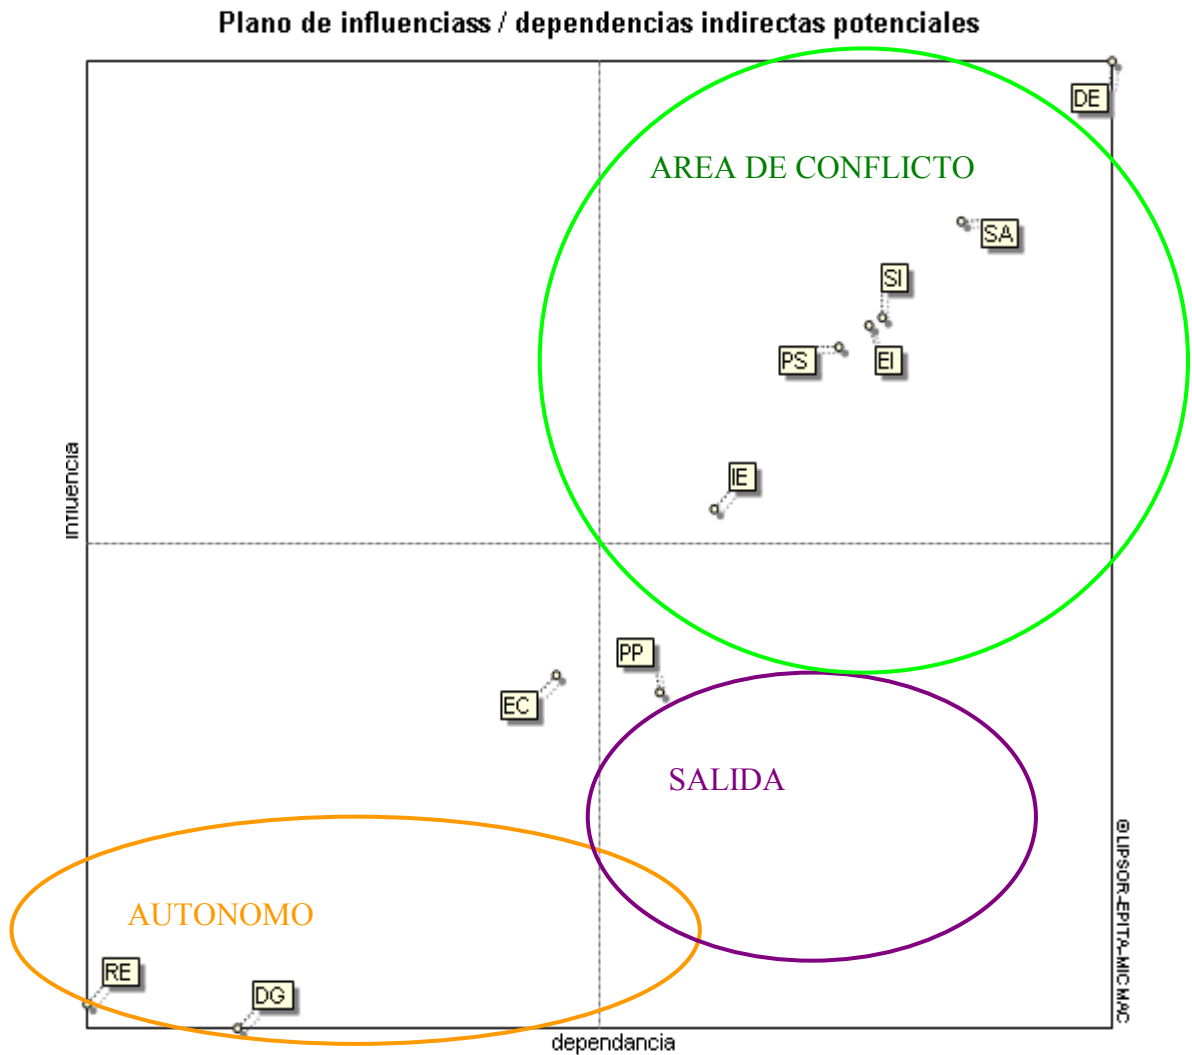 Plano de influenciass / dependencias indirectas potenciales
DE
AREA DE CONFLICTO
SA
SI
PS
EI
influencia
IE
PP
EC
SALIDA
©LIPSOR-EPITA-MICMAC
AUTONOMO
RE
DG
dependancia